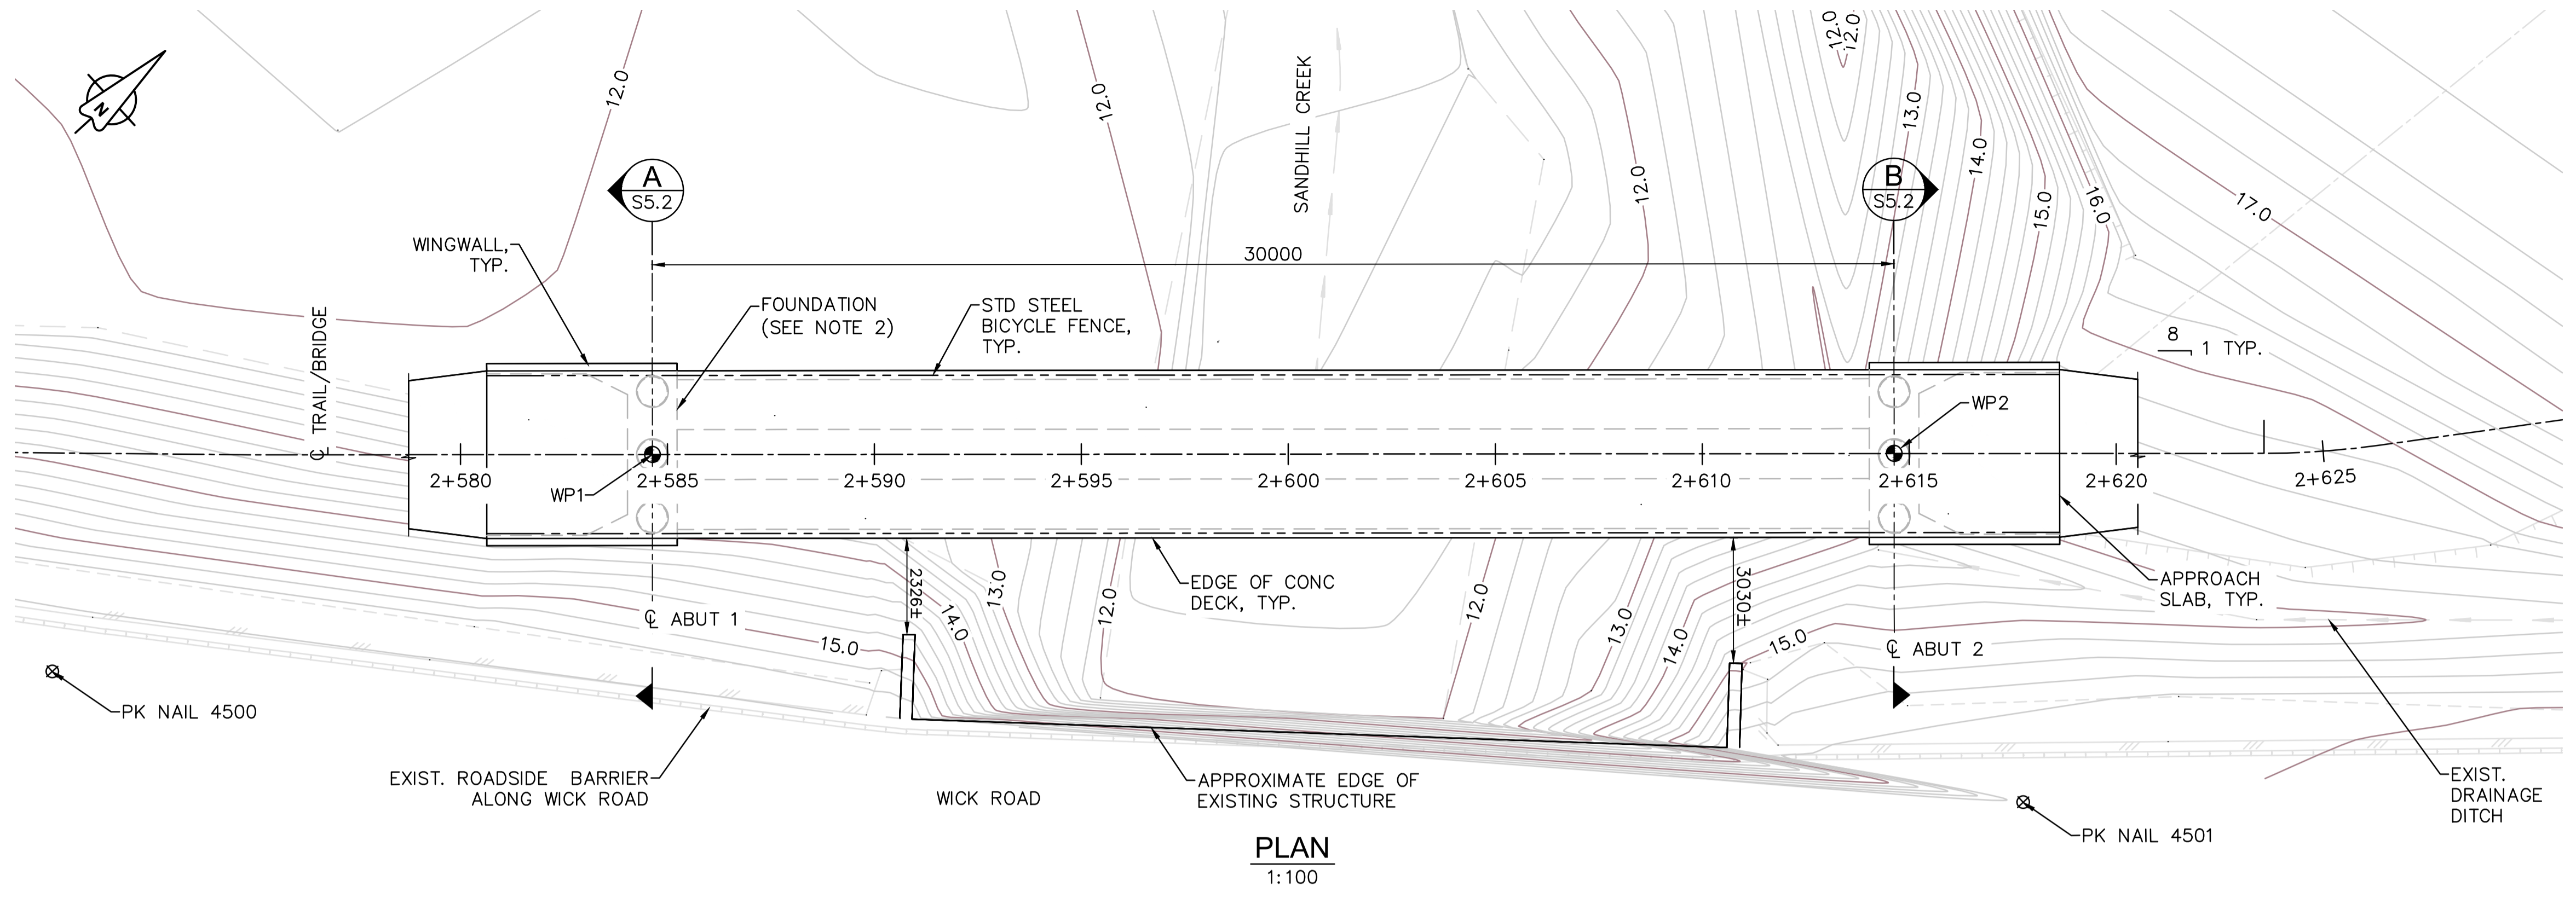 12.0
12.0
12.0
12.0
SANDHILL CREEK
N
13.0
14.0
A
S5.2
B
S5.2
12.0
15.0
16.0
17.0
WINGWALL,
TYP.
30000
FOUNDATION
(SEE NOTE 2)
STD STEEL
BICYCLE FENCE,
TYP.
℄ TRAIL/BRIDGE
8
1 TYP.
WP2
WP1
2+580
2+585
2+590
2+595
2+600
2+605
2+610
2+615
2+620
2+625
2326±
13.0
14.0
12.0
EDGE OF CONC
DECK, TYP.
12.0
13.0
14.0
3030±
APPROACH
SLAB, TYP.
℄ ABUT 1
15.0
15.0
℄ ABUT 2
PK NAIL 4500
EXIST. ROADSIDE BARRIER
ALONG WICK ROAD
WICK ROAD
APPROXIMATE EDGE OF
EXISTING STRUCTURE
EXIST.
DRAINAGE
DITCH
PK NAIL 4501
PLAN
1:100